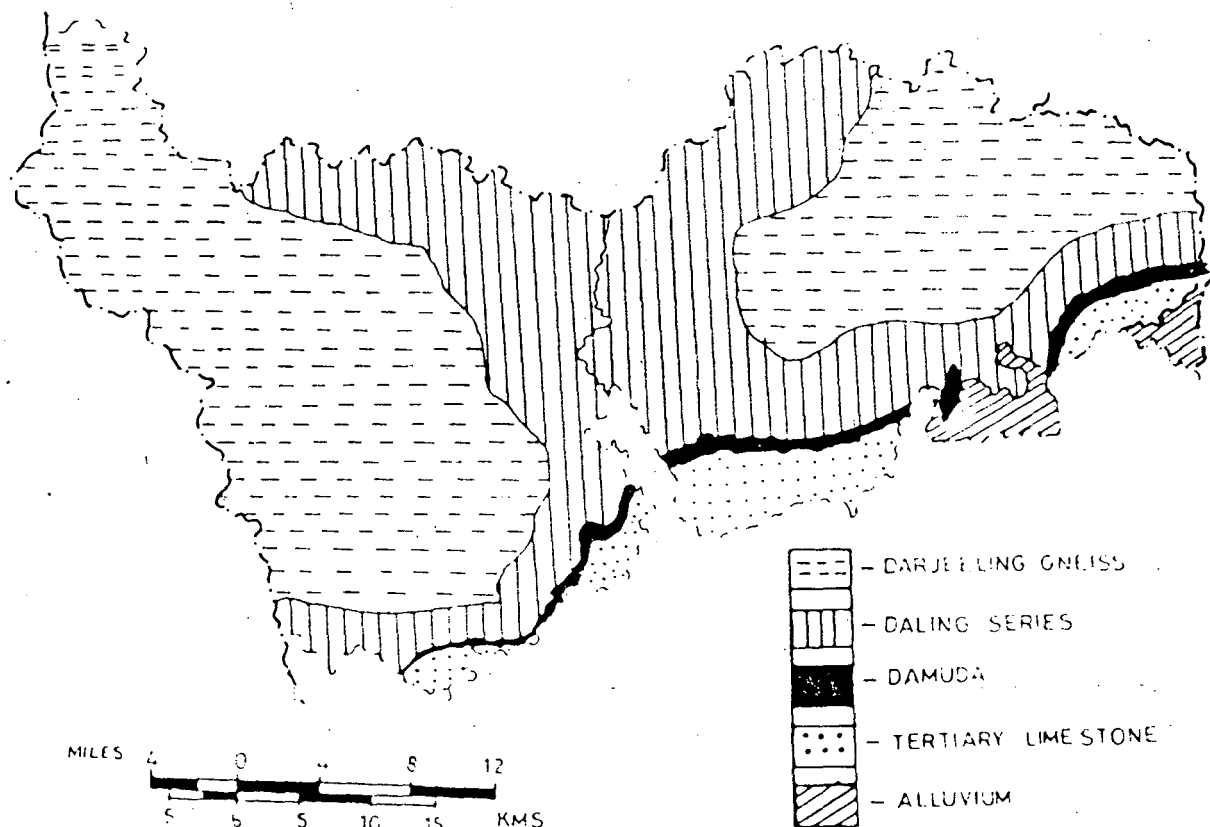 – DARJEELING GNEISS
– DALING SERIES
– DAMUDA
– TERTIARY LIMESTONE
– ALLUVIUM
MILES 4 0 4 8 12
5 5 10 15 KMS